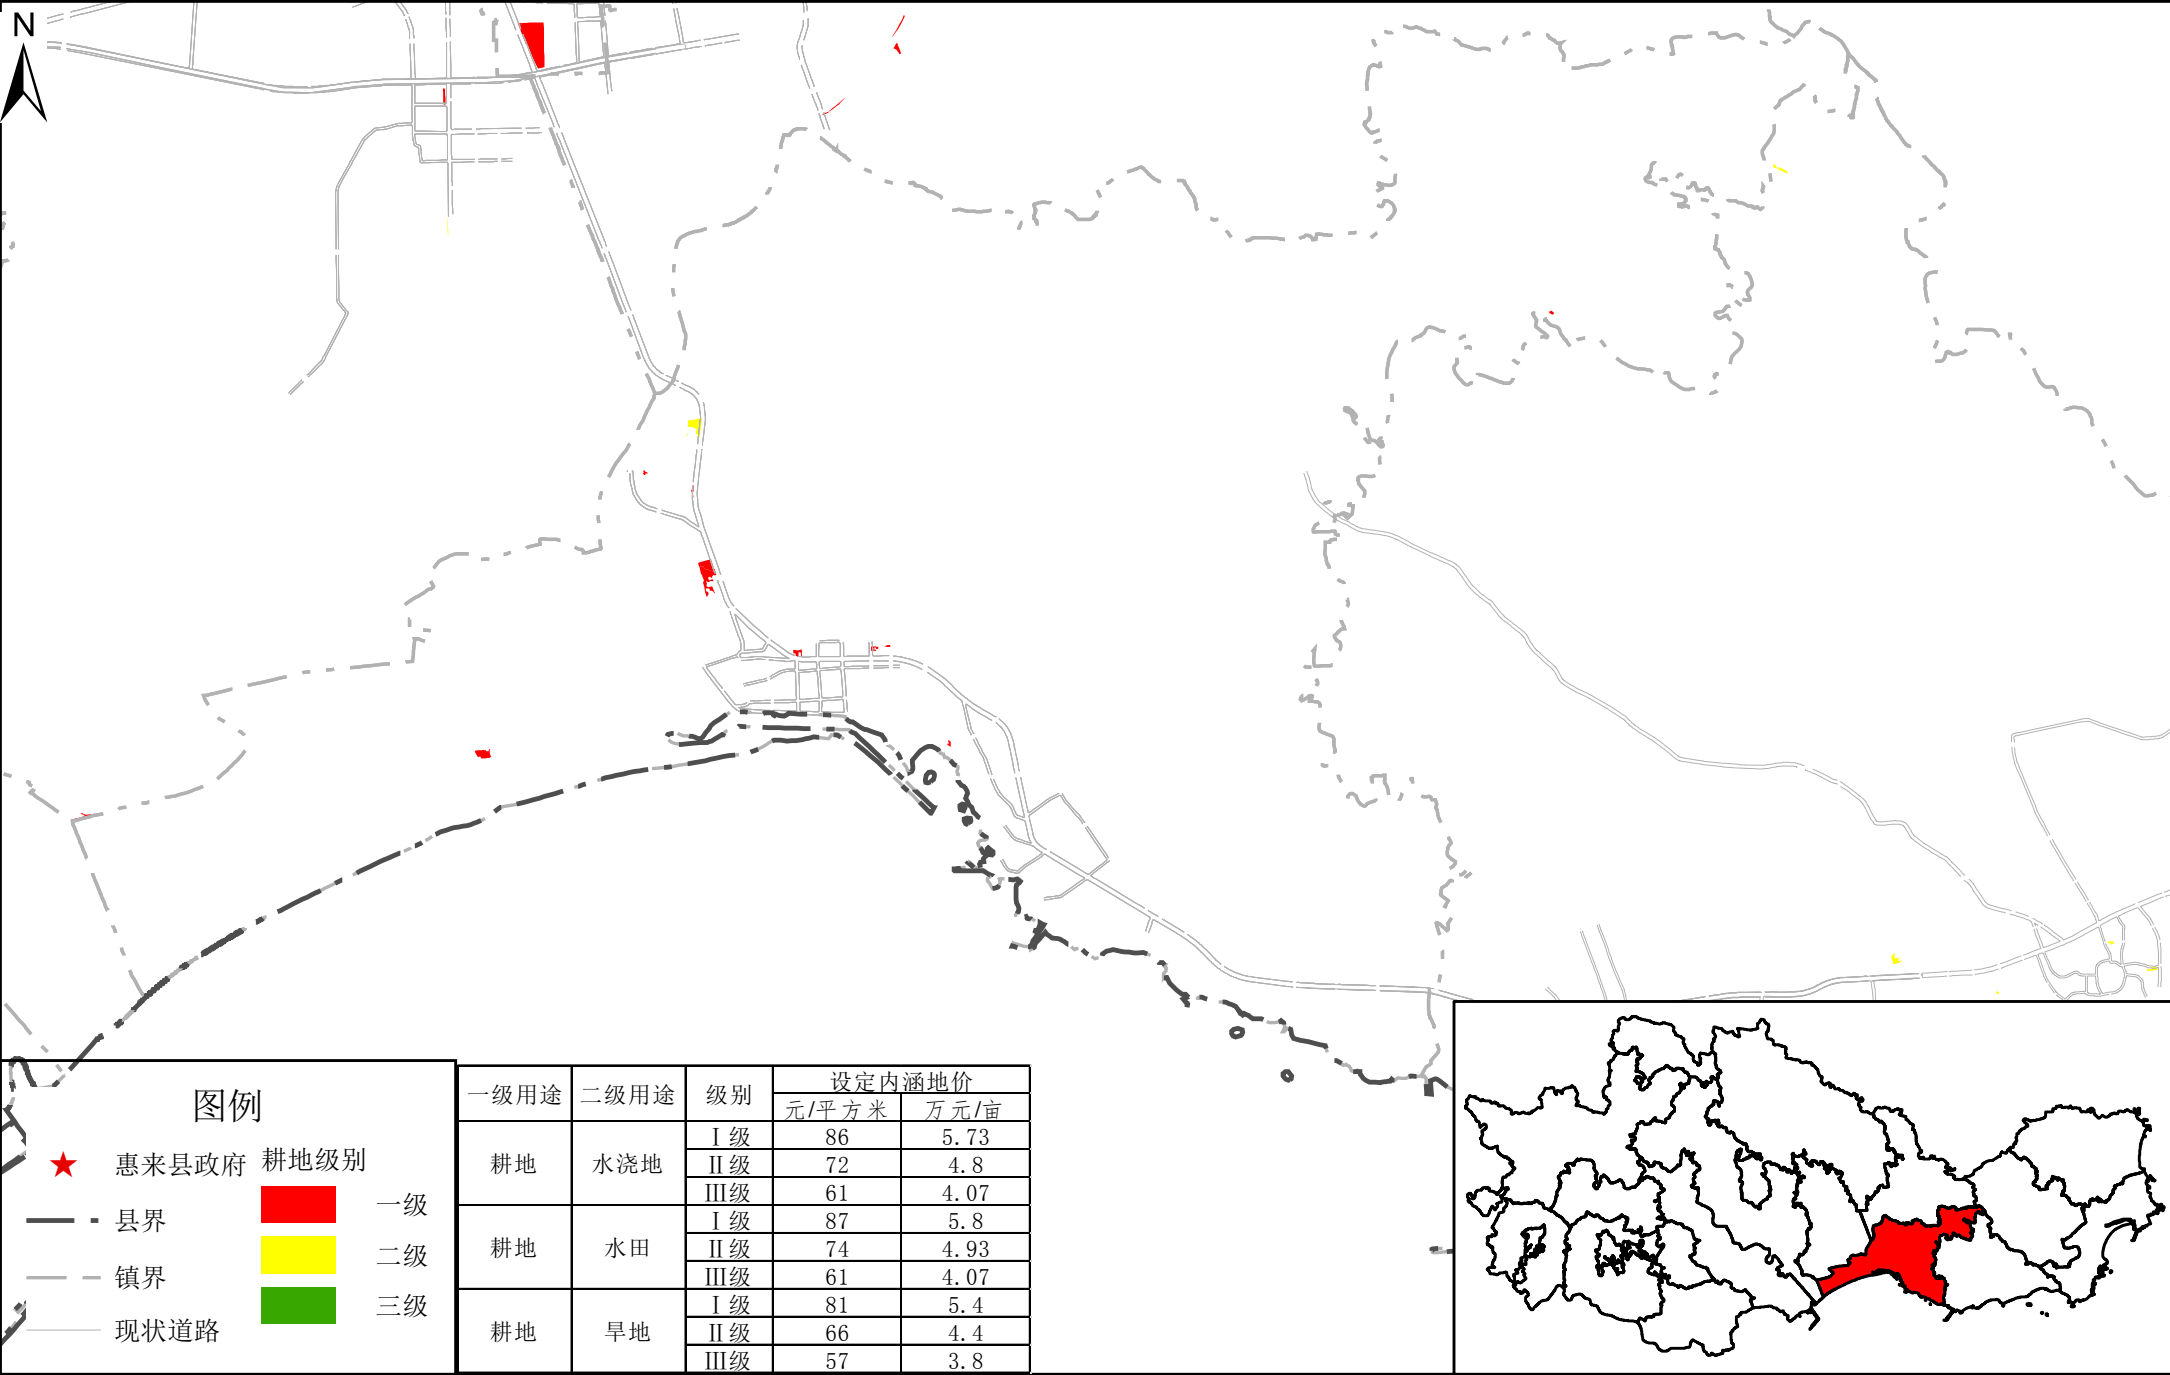 N
图例
惠来县政府
县界
镇界
现状道路
耕地级别
一级
二级
三级
一级用途 二级用途 级别 设定内涵地价
元/平方米 万元/亩
耕地 水浇地 Ⅰ级 86 5.73
Ⅱ级 72 4.8
Ⅲ级 61 4.07
耕地 水田 Ⅰ级 87 5.8
Ⅱ级 74 4.93
Ⅲ级 61 4.07
耕地 旱地 Ⅰ级 81 5.4
Ⅱ级 66 4.4
Ⅲ级 57 3.8